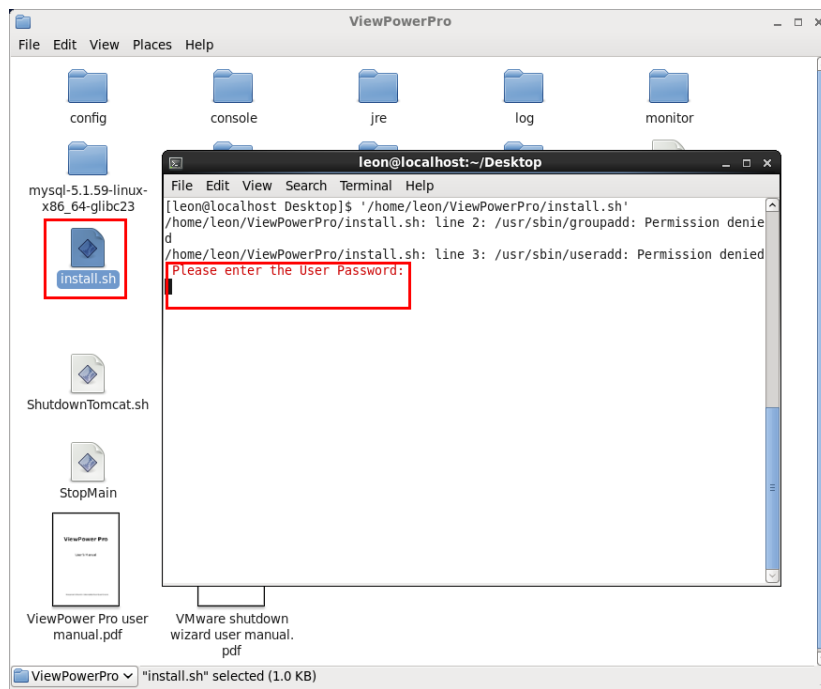 ViewPowerPro
File Edit View Places Help
config console jre log monitor
mysql-5.1.59-linux-
x86_64-glibc23
install.sh
ShutdownTomcat.sh
StopMain
ViewPower Pro
ViewPower Pro user
manual.pdf
VMware shutdown
wizard user manual.
pdf
leon@localhost:~/Desktop
File Edit View Search Terminal Help
[leon@localhost Desktop]$ '/home/leon/ViewPowerPro/install.sh'
/home/leon/ViewPowerPro/install.sh: line 2: /usr/sbin/groupadd: Permission denie
d
/home/leon/ViewPowerPro/install.sh: line 3: /usr/sbin/useradd: Permission denied
Please enter the User Password:
ViewPowerPro "install.sh" selected (1.0 KB)